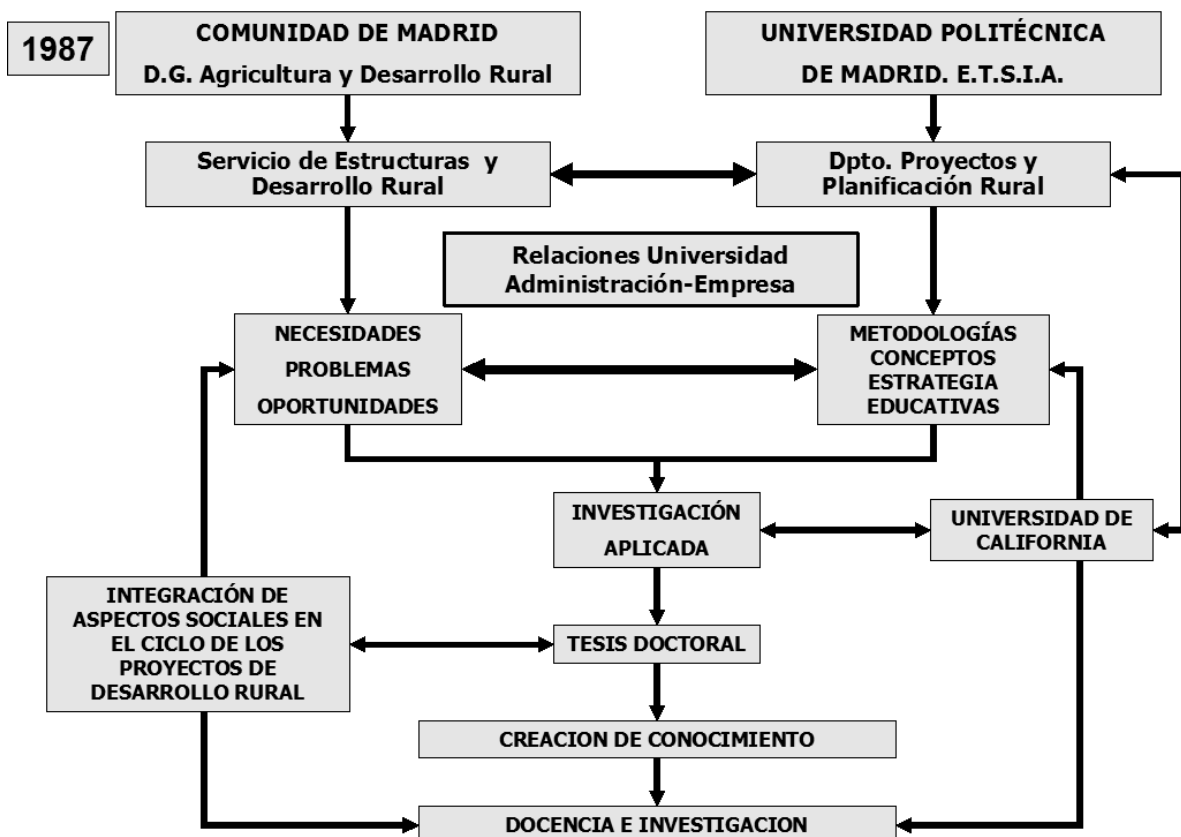 1987
COMUNIDAD DE MADRID
D.G. Agricultura y Desarrollo Rural
UNIVERSIDAD POLITÉCNICA
DE MADRID. E.T.S.I.A.
Servicio de Estructuras y
Desarrollo Rural
Dpto. Proyectos y
Planificación Rural
Relaciones Universidad
Administración-Empresa
NECESIDADES
PROBLEMAS
OPORTUNIDADES
METODOLOGÍAS
CONCEPTOS
ESTRATEGIA
EDUCATIVAS
INVESTIGACIÓN
APLICADA
UNIVERSIDAD DE
CALIFORNIA
INTEGRACIÓN DE
ASPECTOS SOCIALES EN
EL CICLO DE LOS
PROYECTOS DE
DESARROLLO RURAL
TESIS DOCTORAL
CREACION DE CONOCIMIENTO
DOCENCIA E INVESTIGACION